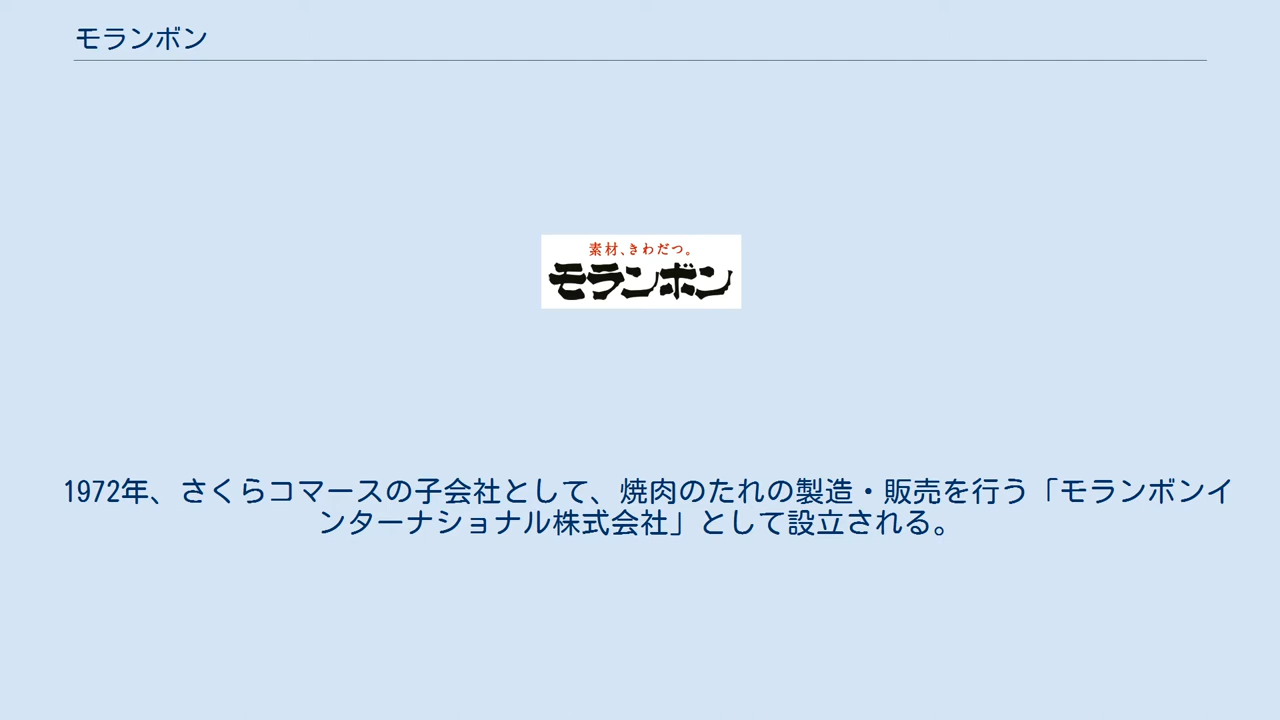 モランボン
素材、きわだつ。
モランボン
1972年、さくらコマースの子会社として、焼肉のたれの製造・販売を行う「モランボンイ
ンターナショナル株式会社」として設立される。